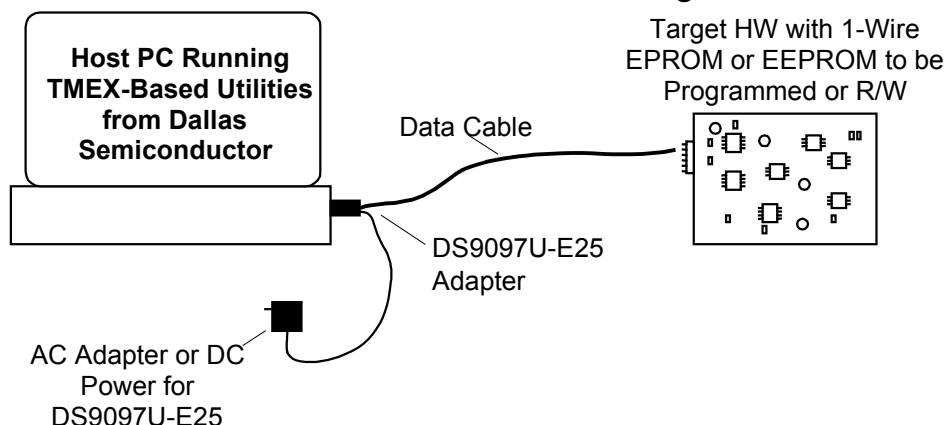 Host PC Running
TMEX-Based Utilities
from Dallas
Semiconductor
Data Cable
Target HW with 1-Wire
EPROM or EEPROM to be
Programmed or R/W
DS9097U-E25
Adapter
AC Adapter or DC
Power for
DS9097U-E25